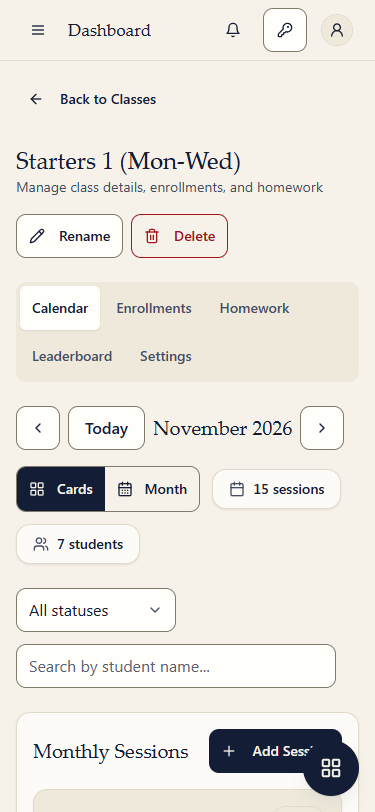 Dashboard
Back to Classes
Starters 1 (Mon-Wed)
Manage class details, enrollments, and homework
Rename
Delete
Calendar
Enrollments
Homework
Leaderboard
Settings
Today
November 2026
Cards
Month
15 sessions
7 students
All statuses
Search by student name...
Monthly Sessions
Add